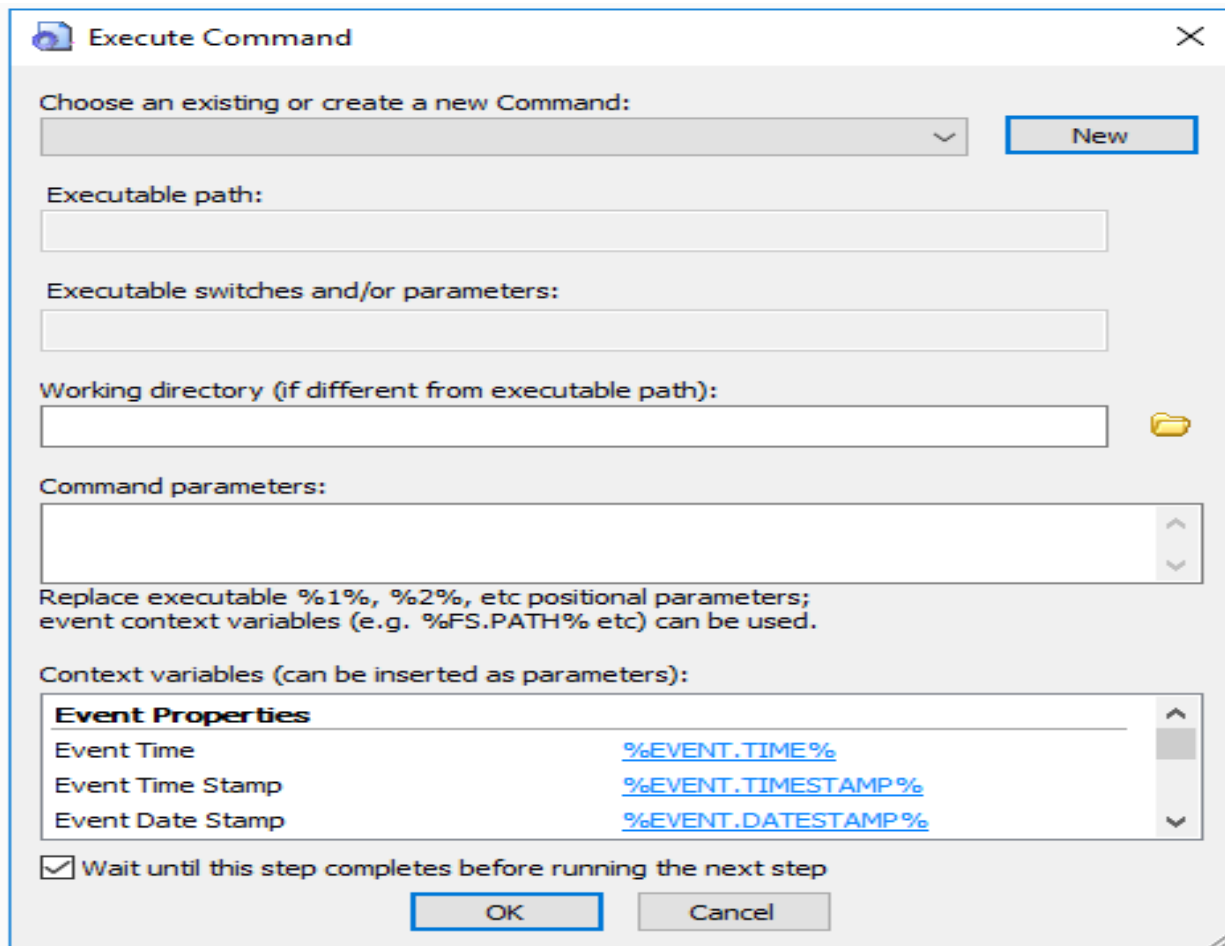 Execute Command
Choose an existing or create a new Command:
New
Executable path:
Executable switches and/or parameters:
Working directory (if different from executable path):
Command parameters:
Replace executable %1%, %2%, etc positional parameters;
event context variables (e.g. %FS.PATH% etc) can be used.
Context variables (can be inserted as parameters):
Event Properties
Event Time %EVENT.TIME%
Event Time Stamp %EVENT.TIMESTAMP%
Event Date Stamp %EVENT.DATESTAMP%
Wait until this step completes before running the next step
OK Cancel